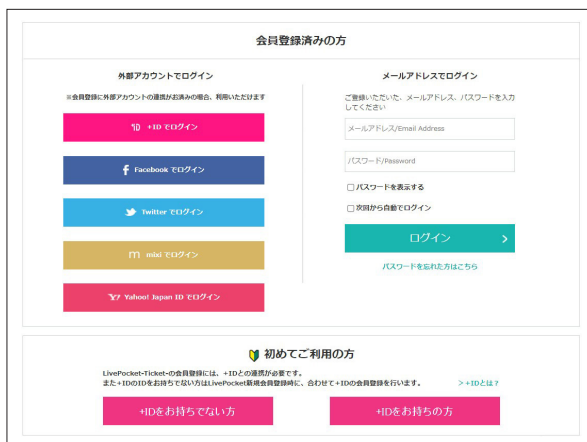 会員登録済みの方
外部アカウントでログイン
※会員登録に外部アカウントの連携がお済みの場合、利用いただけます
+ID でログイン
Facebook でログイン
Twitter でログイン
mixi でログイン
Yahoo! Japan ID でログイン
メールアドレスでログイン
ご登録いただいた、メールアドレス、パスワードを入力
してください
メールアドレス/Email Address
パスワード/Password
パスワードを表示する
次回から自動でログイン
ログイン
パスワードを忘れた方はこちら
初めてご利用の方
LivePocket-Ticket-の会員登録には、+IDとの連携が必要です。
また+IDのIDをお持ちでない方はLivePocket新規会員登録時に、合わせて+IDの会員登録を行います。
>+IDとは？
+IDをお持ちでない方
+IDをお持ちの方